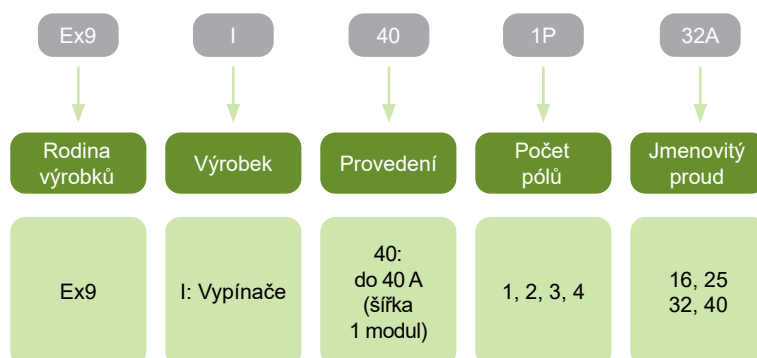 Ex9
I
40
1P
32A
Rodina
výrobků
Výrobek
Provedení
Počet
pólů
Jmenovitý
proud
Ex9
I: Vypínače
40:
do 40 A
(šířka
1 modul)
1, 2, 3, 4
16, 25
32, 40